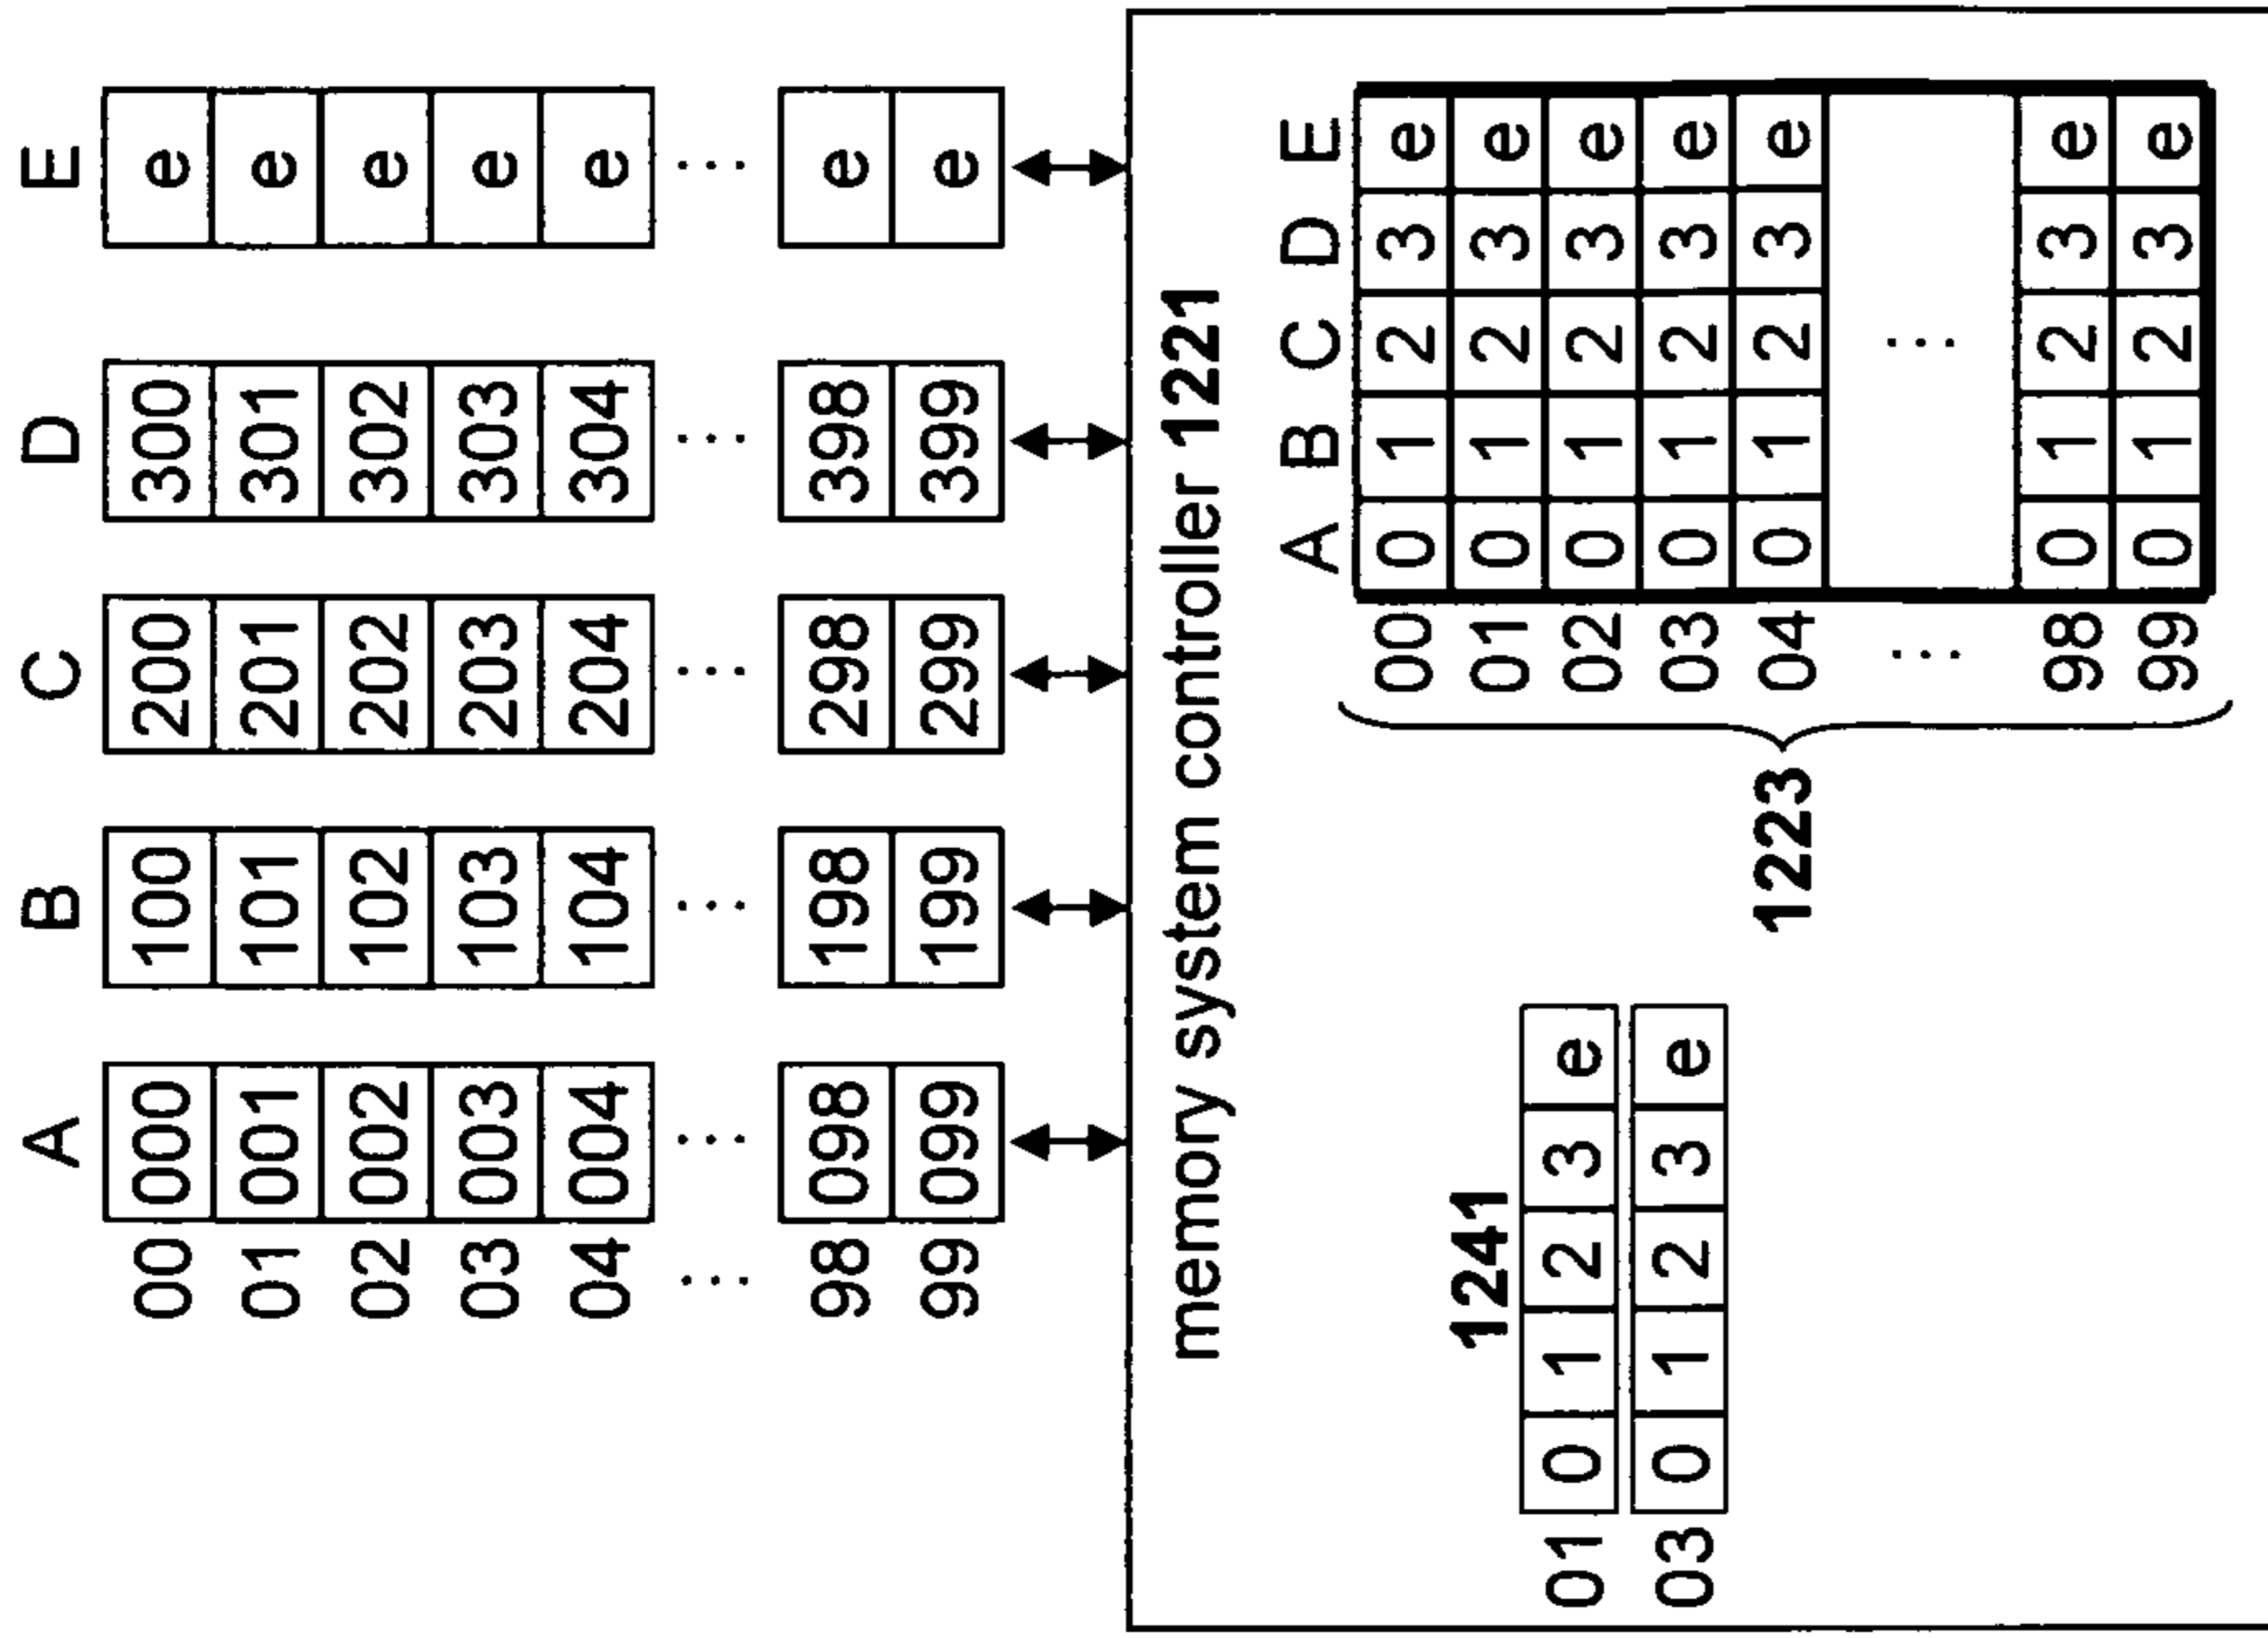 A B C D E
00 000 100 200 300 e
01 001 101 201 301 e
02 002 102 202 302 e
03 003 103 203 303 e
04 004 104 204 304 e
⋮ ⋮ ⋮ ⋮ ⋮ ⋮
98 098 198 298 398 e
99 099 199 299 399 e
memory system controller 1221
1241
01 0 1 2 3 e
03 0 1 2 3 e
1223
A B C D E
00 0 1 2 3 e
01 0 1 2 3 e
02 0 1 2 3 e
03 0 1 2 3 e
04 0 1 2 3 e
⋮ ⋮
98 0 1 2 3 e
99 0 1 2 3 e